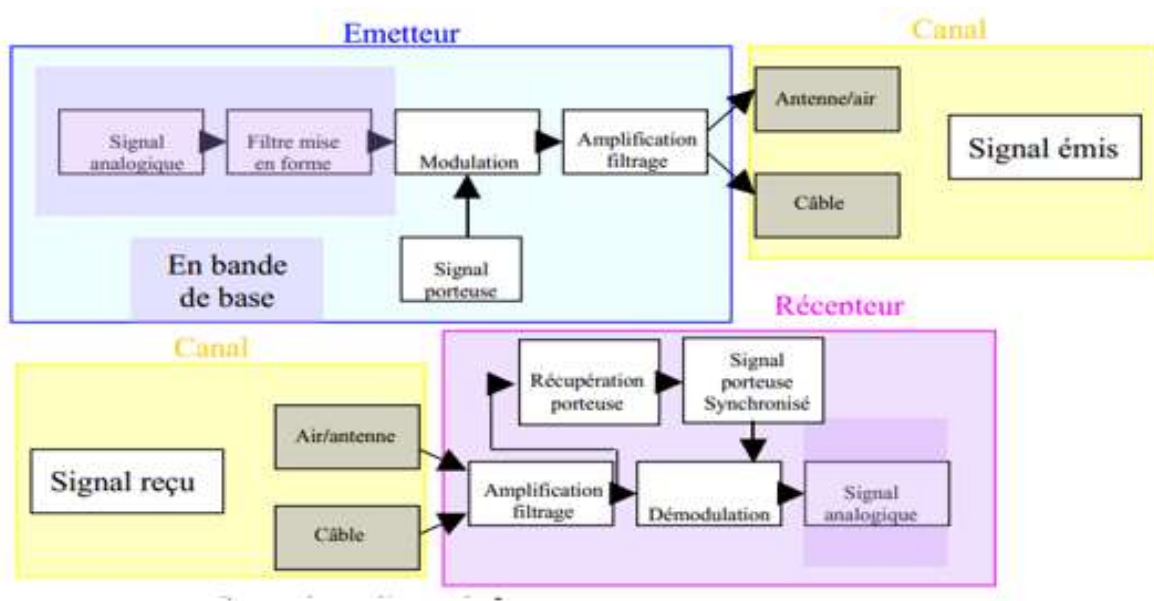 Emetteur
Canal
Signal
analogique
Filtre mise
en forme
Modulation
Amplification
filtrage
Antenne/air
Câble
Signal émis
En bande
de base
Signal
porteuse
Récepteur
Canal
Signal reçu
Air/antenne
Câble
Récupération
porteuse
Signal
porteuse
Synchronisé
Amplification
filtrage
Démodulation
Signal
analogique